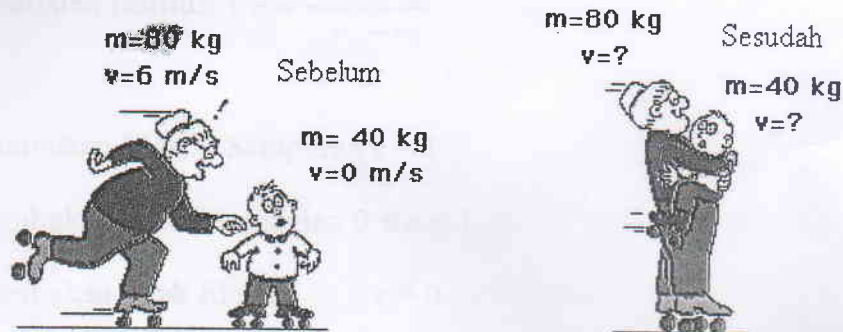 m=80 kg
v=6 m/s
Sebelum
m= 40 kg
v=0 m/s
m=80 kg
v=?
Sesudah
m=40 kg
v=?